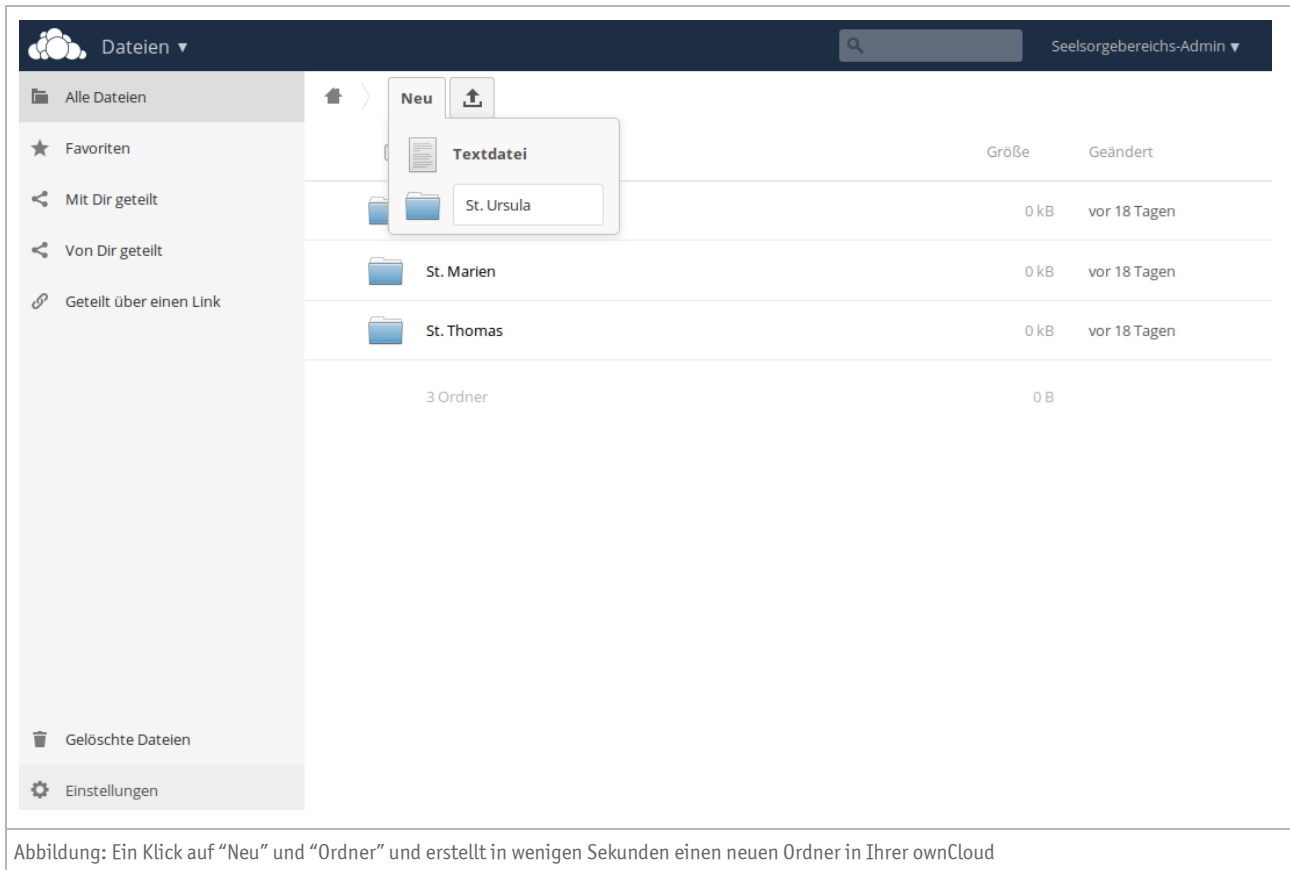 Dateien ▼
Seelsorgebereichs-Admin ▼
Alle Dateien
Neu
Favoriten
Textdatei
Größe
Geändert
Mit Dir geteilt
St. Ursula
0 kB
vor 18 Tagen
Von Dir geteilt
St. Marien
0 kB
vor 18 Tagen
Geteilt über einen Link
St. Thomas
0 kB
vor 18 Tagen
3 Ordner
0 B
Gelöschte Dateien
Einstellungen
Abbildung: Ein Klick auf “Neu” und “Ordner” und erstellt in wenigen Sekunden einen neuen Ordner in Ihrer ownCloud